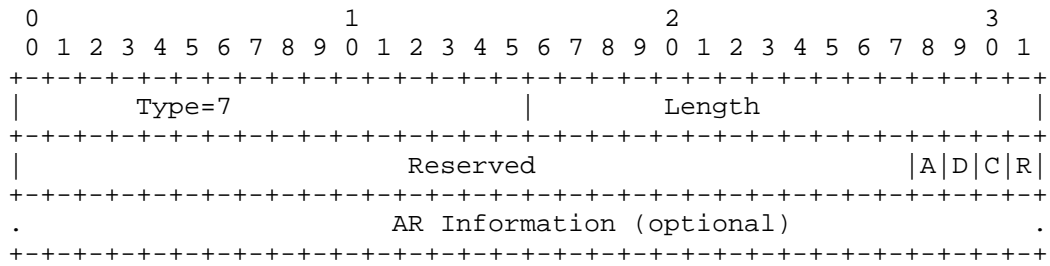 0                   1                   2                   3
 0 1 2 3 4 5 6 7 8 9 0 1 2 3 4 5 6 7 8 9 0 1 2 3 4 5 6 7 8 9 0 1
+-+-+-+-+-+-+-+-+-+-+-+-+-+-+-+-+-+-+-+-+-+-+-+-+-+-+-+-+-+-+-+-+
|       Type=7                  |        Length                 |
+-+-+-+-+-+-+-+-+-+-+-+-+-+-+-+-+-+-+-+-+-+-+-+-+-+-+-+-+-+-+-+-+
|                        Reserved                       |A|D|C|R|
+-+-+-+-+-+-+-+-+-+-+-+-+-+-+-+-+-+-+-+-+-+-+-+-+-+-+-+-+-+-+-+-+
.                       AR Information (optional)               .
+-+-+-+-+-+-+-+-+-+-+-+-+-+-+-+-+-+-+-+-+-+-+-+-+-+-+-+-+-+-+-+-+